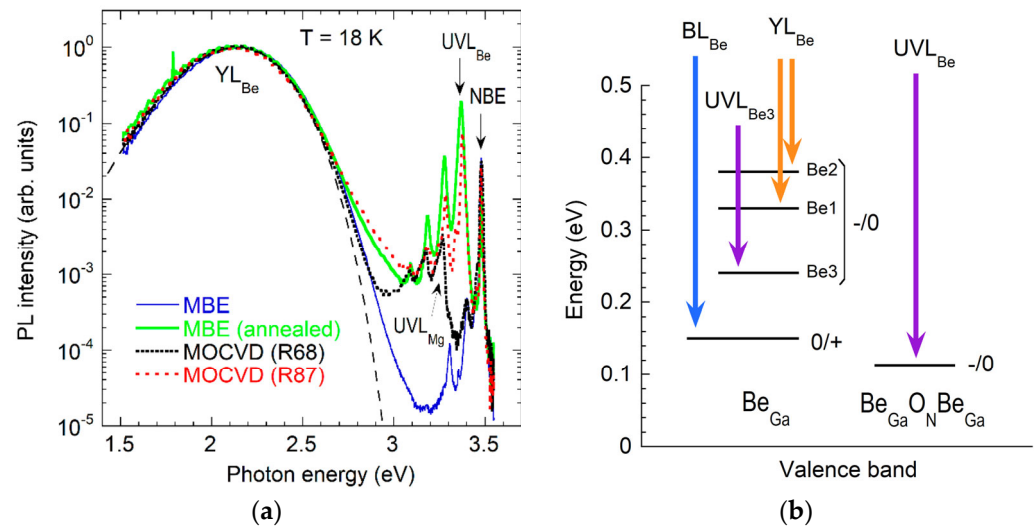 T = 18 K
UVL_Be
NBE
YL_Be
UVL_Mg
MBE
MBE (annealed)
MOCVD (R68)
MOCVD (R87)
PL intensity (arb. units)
10^0
10^-1
10^-2
10^-3
10^-4
10^-5
1.5 2 2.5 3 3.5
Photon energy (eV)
(a)
BL_Be
YL_Be
UVL_Be
UVL_Be3
Be2
Be1
-/0
Be3
0/+
-/0
Be_Ga
Be_Ga O_N Be_Ga
Energy (eV)
0.5
0.4
0.3
0.2
0.1
0
Valence band
(b)